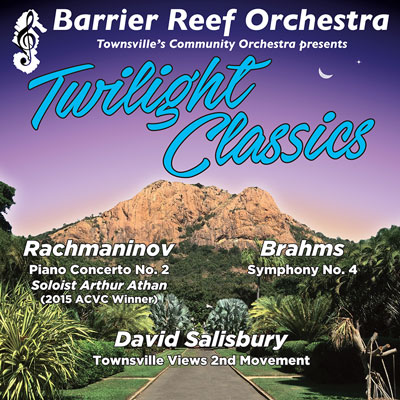 Barrier Reef Orchestra
Townsville's Community Orchestra presents
Twilight
Classics
Rachmaninov
Piano Concerto No. 2
Soloist Arthur Athan
(2015 ACVC Winner)
Brahms
Symphony No. 4
David Salisbury
Townsville Views 2nd Movement